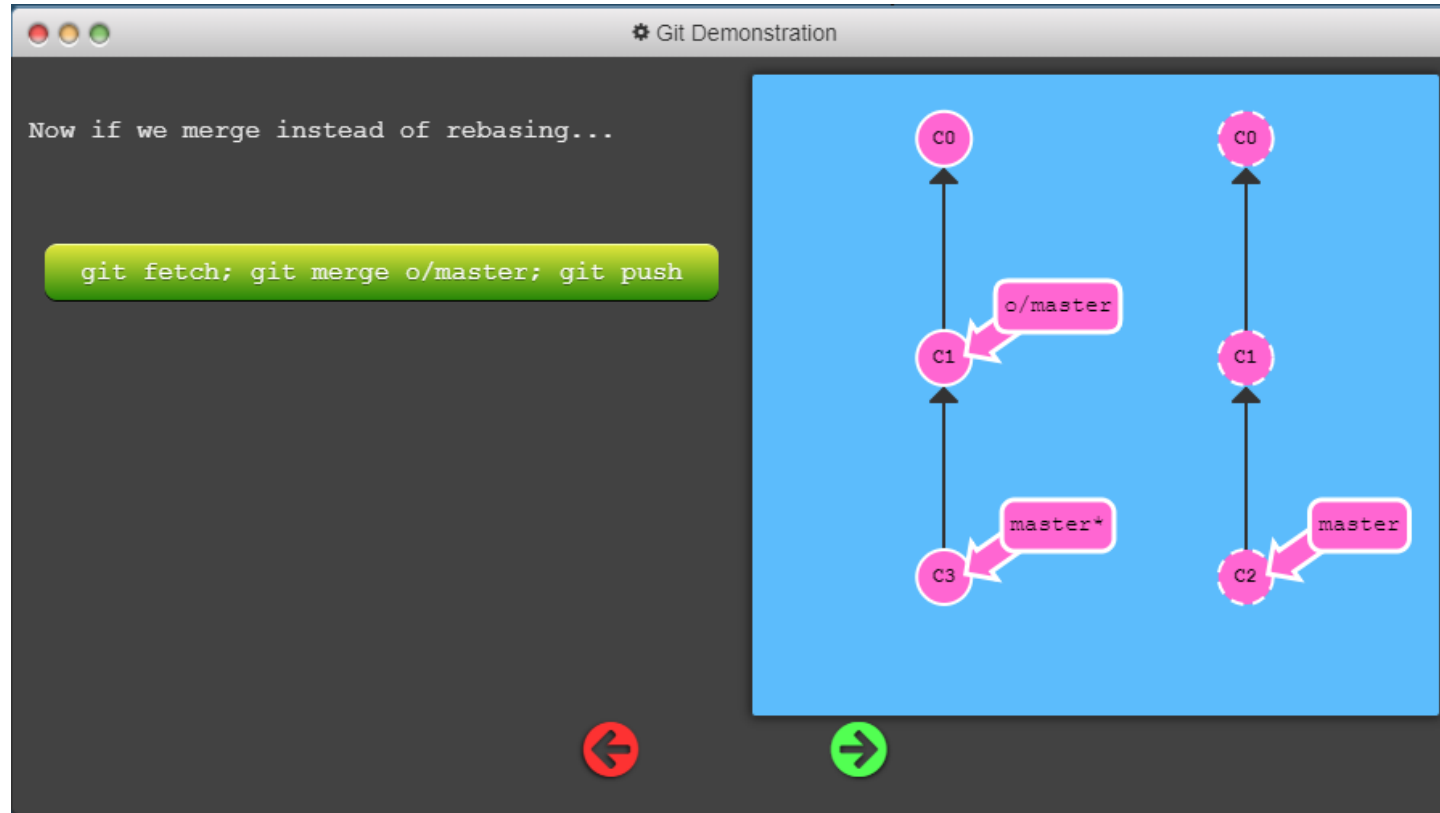 Git Demonstration
Now if we merge instead of rebasing...
git fetch; git merge o/master; git push
C0
C0
o/master
C1
C1
master*
master
C3
C2